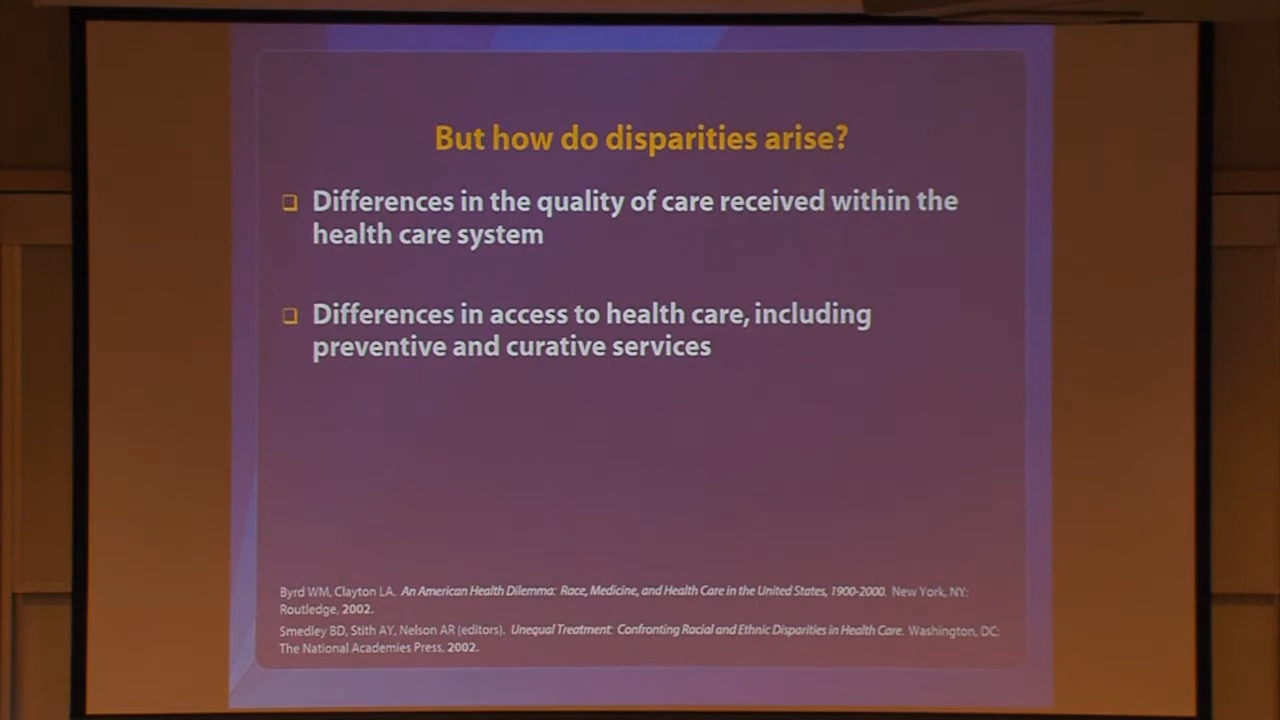 But how do disparities arise?
❑ Differences in the quality of care received within the
health care system
❑ Differences in access to health care, including
preventive and curative services
Byrd WM, Clayton LA. An American Health Dilemma: Race, Medicine, and Health Care in the United States, 1900-2000. New York, NY:
Routledge, 2002.
Smedley BD, Stith AY, Nelson AR (editors). Unequal Treatment: Confronting Racial and Ethnic Disparities in Health Care. Washington, DC:
The National Academies Press, 2002.